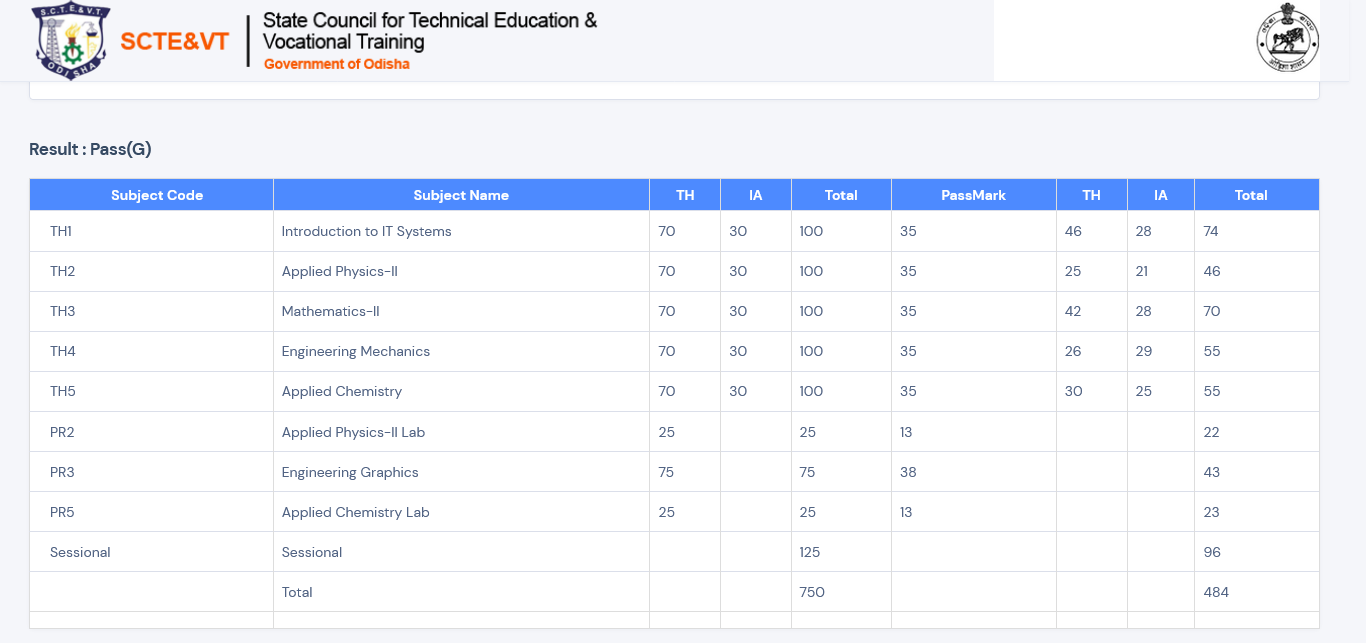 S.C.T.E.&V.T.
ODISHA
SCTE&VT
State Council for Technical Education &
Vocational Training
Government of Odisha
Result : Pass(G)
Subject Code Subject Name TH IA Total PassMark TH IA Total
TH1 Introduction to IT Systems 70 30 100 35 46 28 74
TH2 Applied Physics-II 70 30 100 35 25 21 46
TH3 Mathematics-II 70 30 100 35 42 28 70
TH4 Engineering Mechanics 70 30 100 35 26 29 55
TH5 Applied Chemistry 70 30 100 35 30 25 55
PR2 Applied Physics-II Lab 25 25 13 22
PR3 Engineering Graphics 75 75 38 43
PR5 Applied Chemistry Lab 25 25 13 23
Sessional Sessional 125 96
Total 750 484